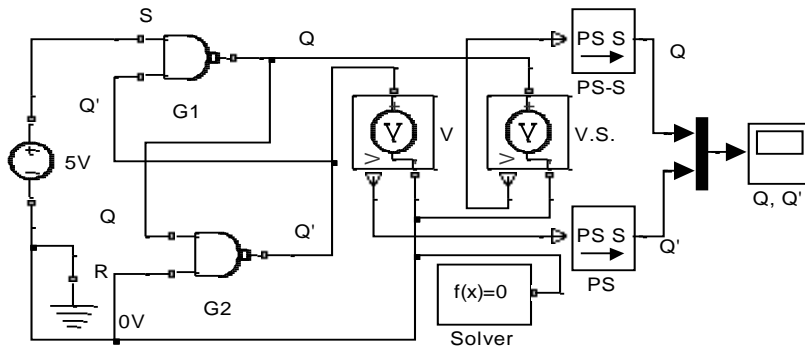 S
Q
PS S
Q
PS-S
Q'
G1
V
V
V
V.S.
V
5V
V
Q, Q'
Q
Q'
PS S
Q'
R
G2
f(x)=0
PS
0V
Solver